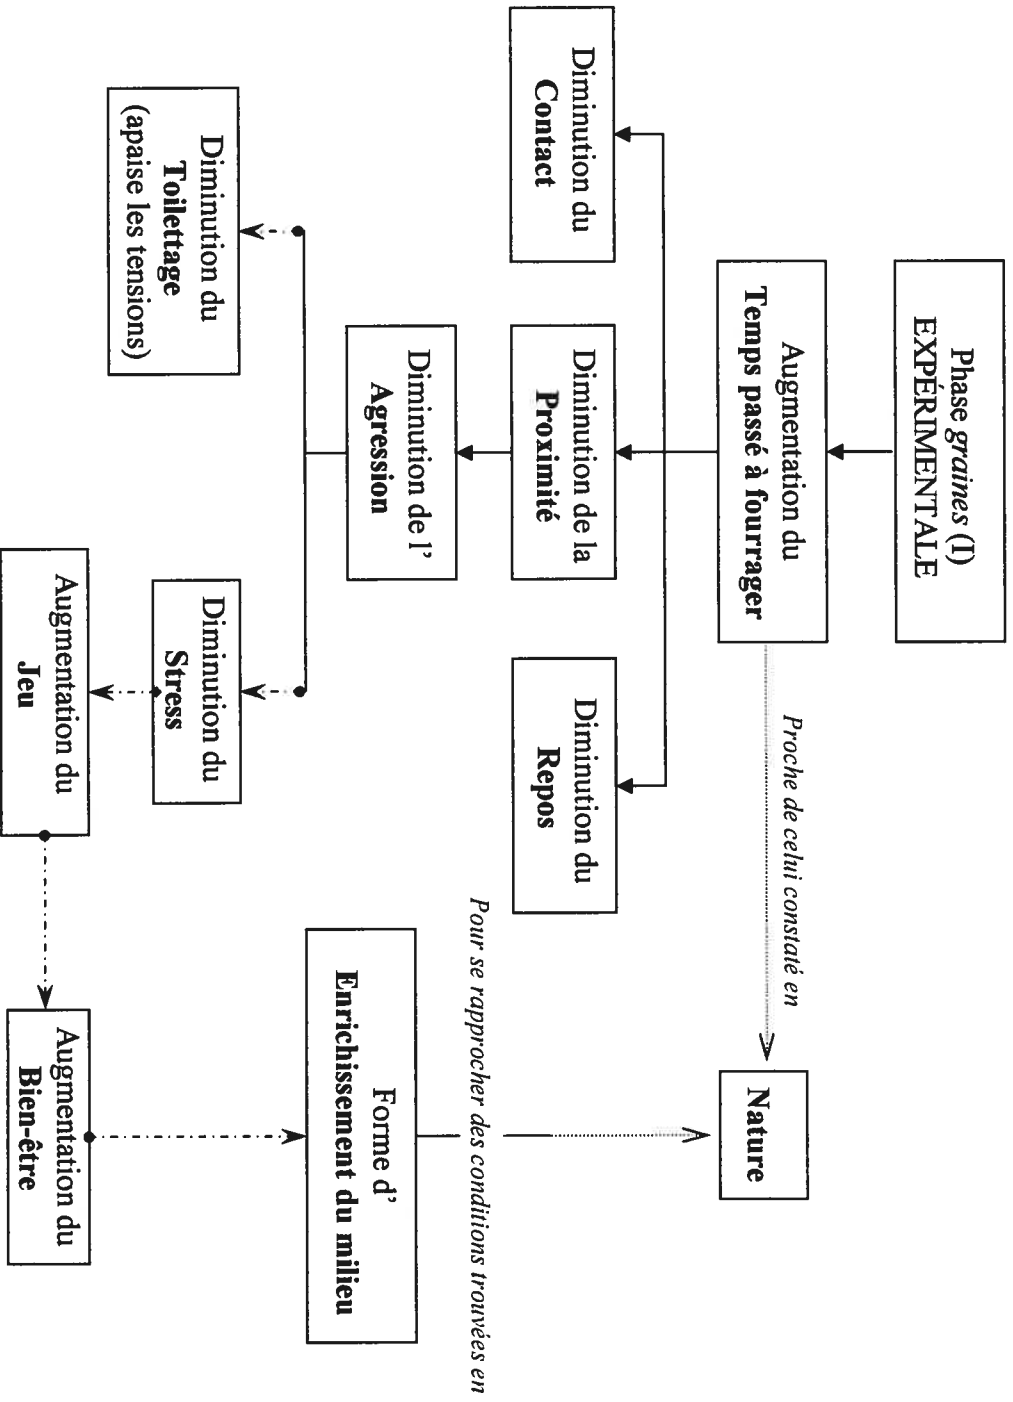 Phase graines (I)
EXPÉRIMENTALE
Augmentation du
Temps passé à fourrager
Proche de celui constaté en
Nature
Diminution du
Contact
Diminution de la
Proximité
Diminution du
Repos
Pour se rapprocher des conditions trouvées en
Diminution de l'
Agression
Forme d'
Enrichissement du milieu
Diminution du
Toilettage
(apaise les tensions)
Diminution du
Stress
Augmentation du
Jeu
Augmentation du
Bien-être